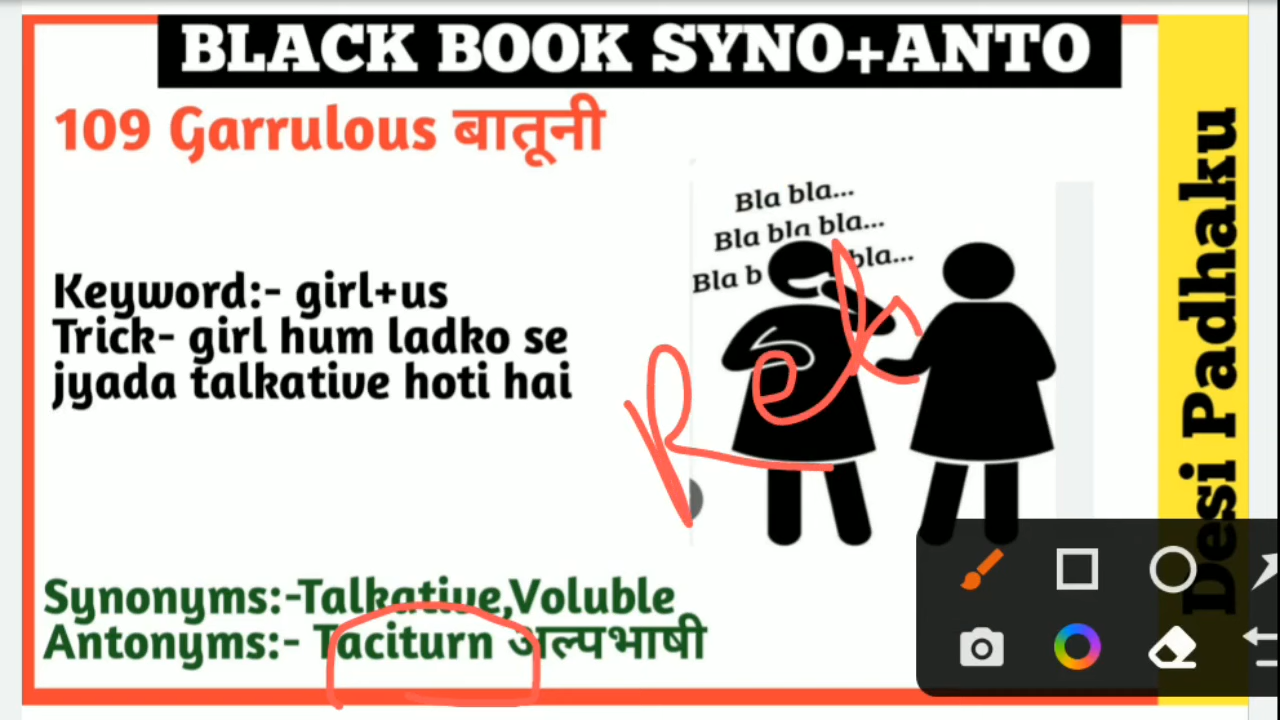 BLACK BOOK SYNO+ANTO
109 Garrulous बातूनी
Bla bla...
Bla bla bla...
Bla b bla...
Keyword:- girl+us
Trick- girl hum ladko se
jyada talkative hoti hai
Synonyms:-Talkative,Voluble
Antonyms:- Taciturn अल्पभाषी
Desi Padhaku